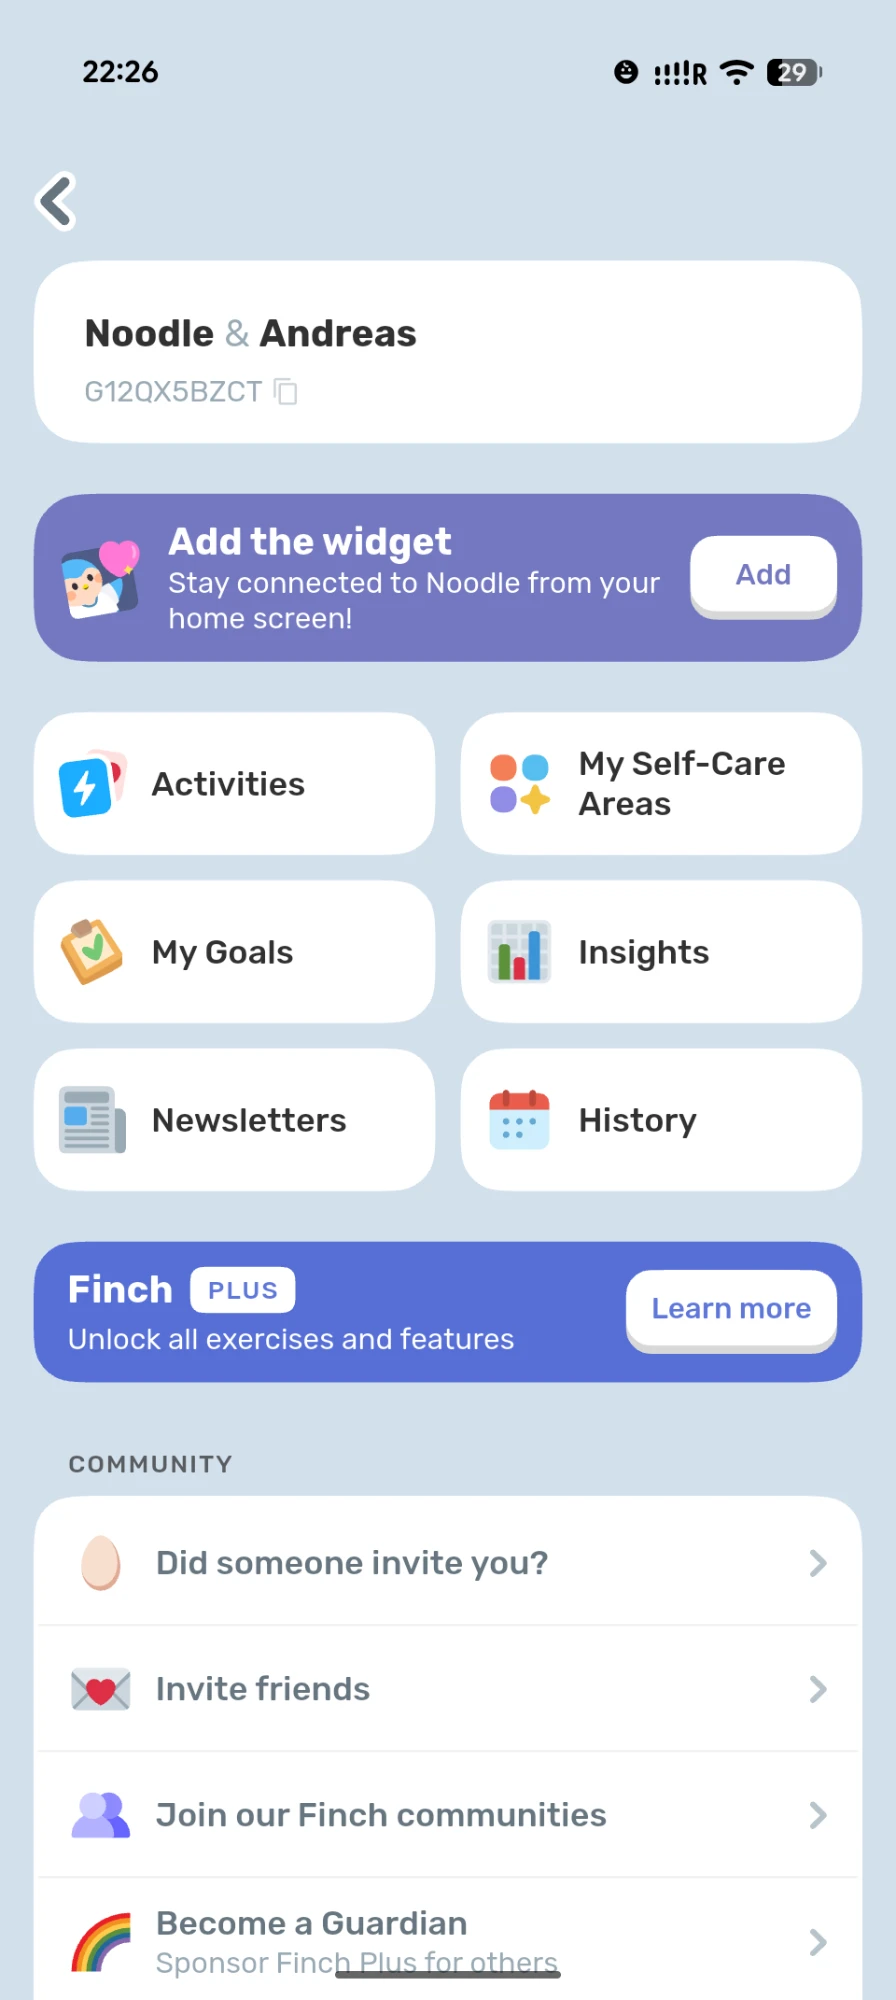 22:26
R
29
Noodle & Andreas
G12QX5BZCT
Add the widget
Stay connected to Noodle from your
home screen!
Add
Activities
My Self-Care
Areas
My Goals
Insights
Newsletters
History
Finch PLUS
Unlock all exercises and features
Learn more
COMMUNITY
Did someone invite you?
Invite friends
Join our Finch communities
Become a Guardian
Sponsor Finch Plus for others